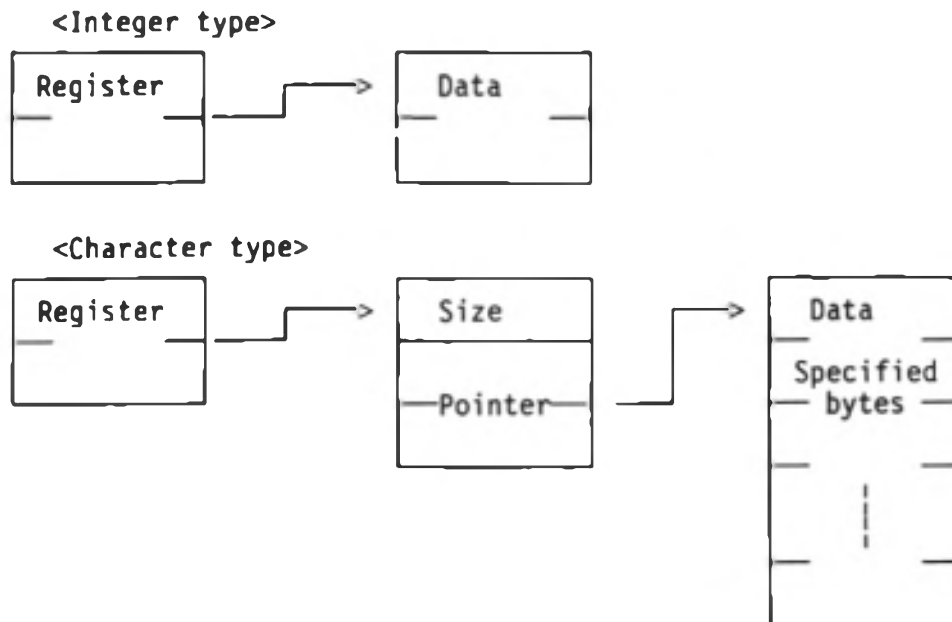 <Integer type>
Register
Data
<Character type>
Register
Size
Pointer
Data
Specified
bytes